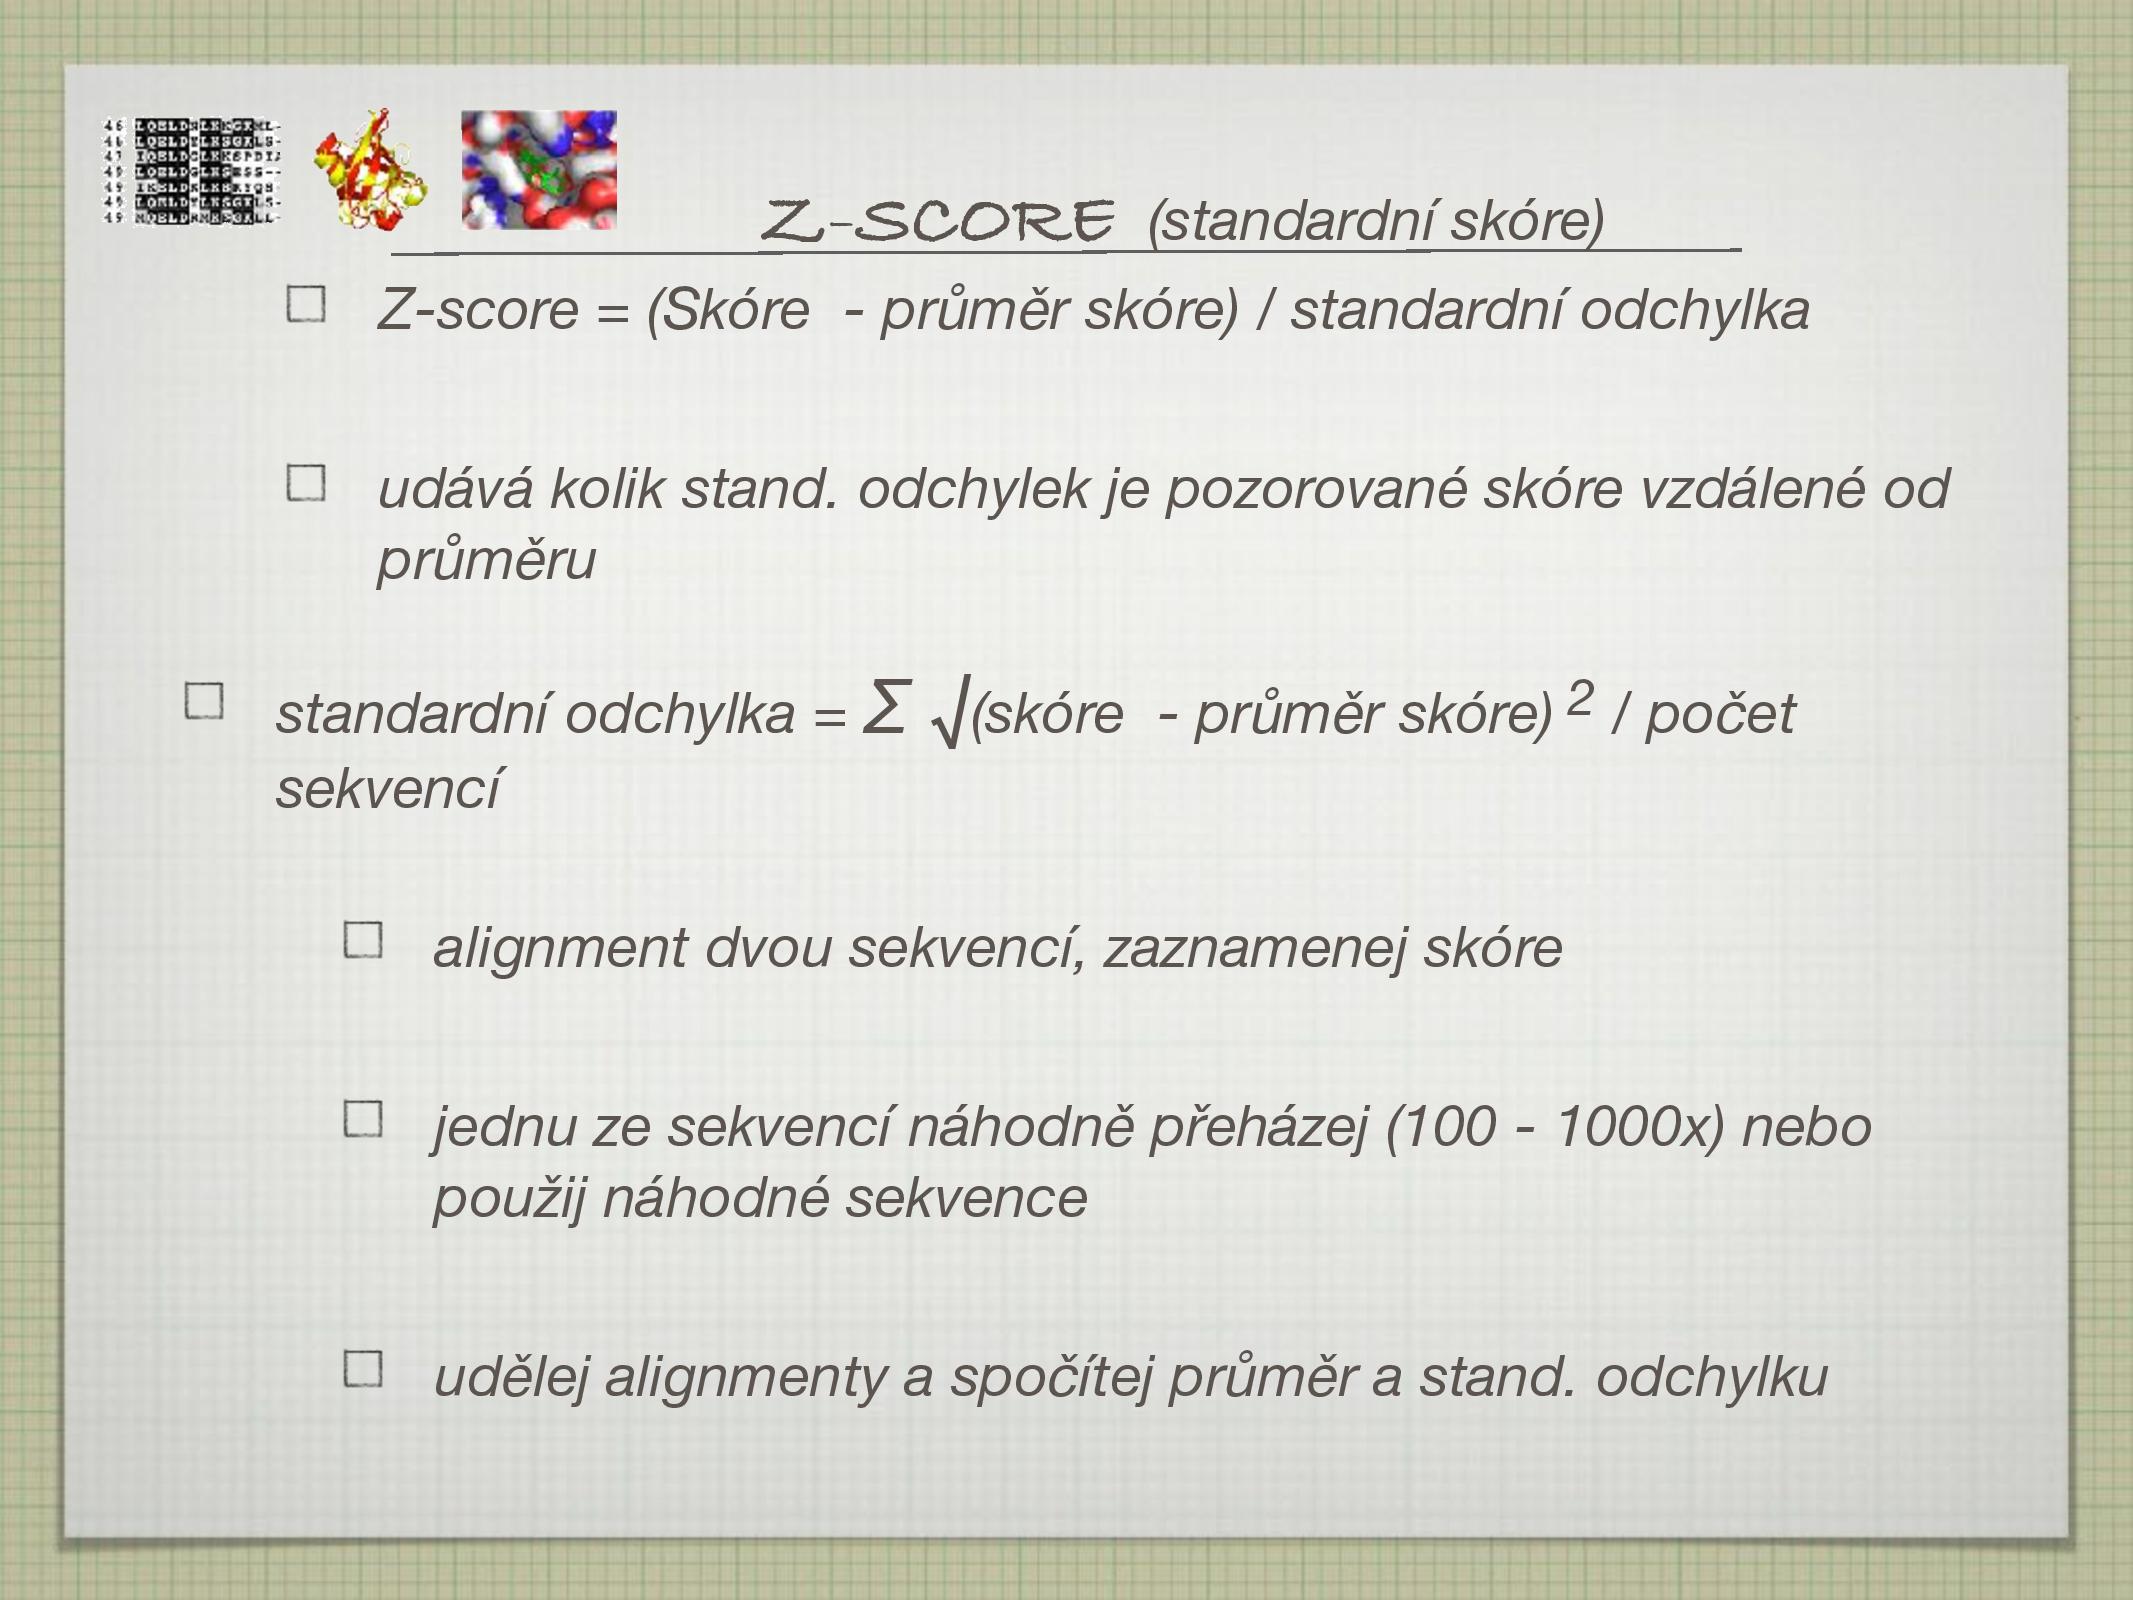 Z-SCORE (standardní skóre)
Z-score = (Skóre - průměr skóre) / standardní odchylka
udává kolik stand. odchylek je pozorované skóre vzdálené od
průměru
standardní odchylka = Σ √(skóre - průměr skóre) ² / počet
sekvencí
alignment dvou sekvencí, zaznamenej skóre
jednu ze sekvencí náhodně přeházej (100 - 1000x) nebo
použij náhodné sekvence
udělej alignmenty a spočítej průměr a stand. odchylku